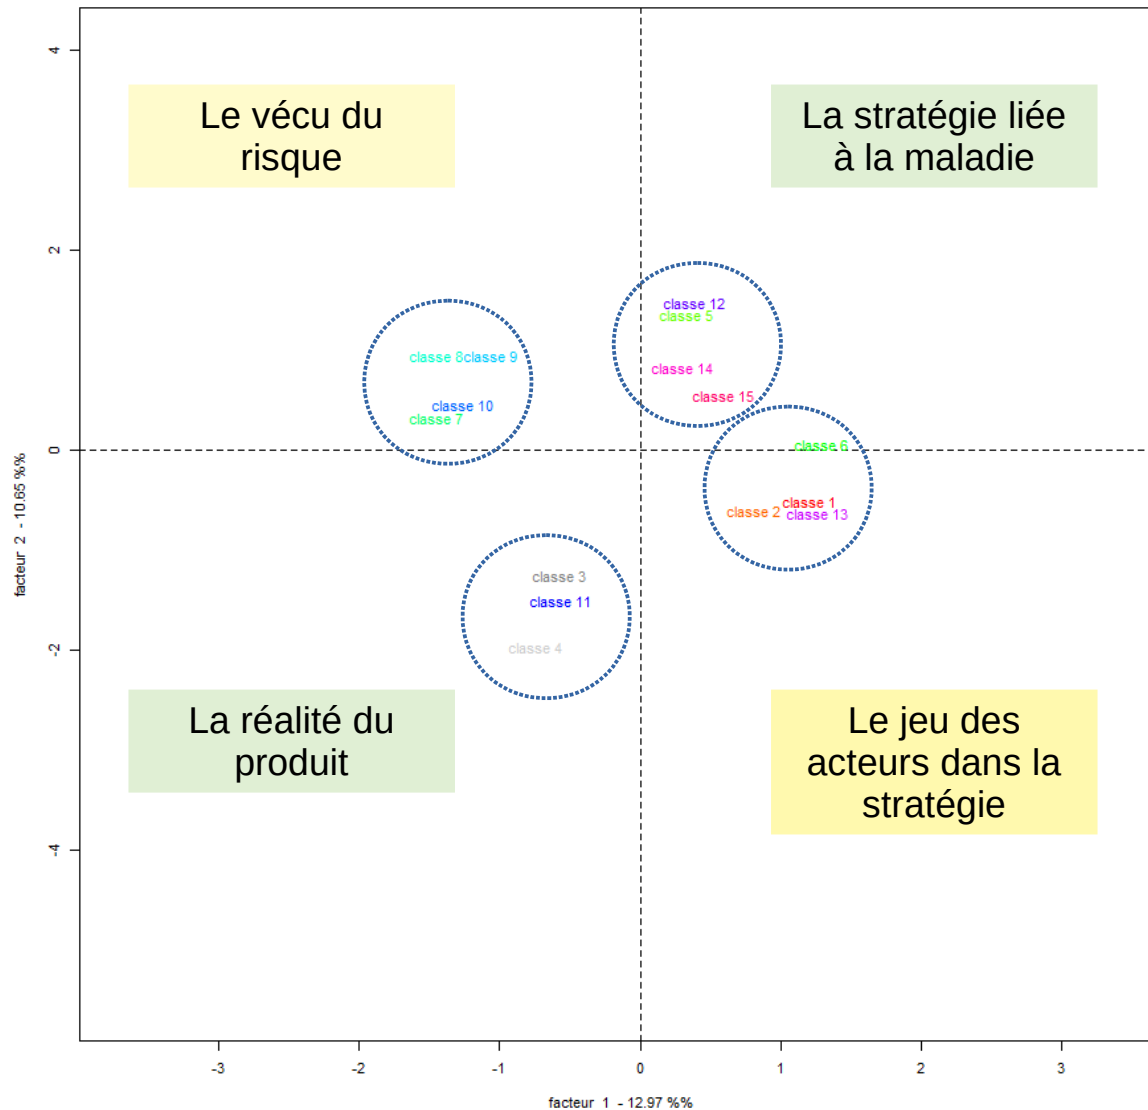 4
Le vécu du
risque
La stratégie liée
à la maladie
2
classe 12
classe 5
classe 8 classe 9
classe 14
classe 15
classe 10
classe 7
0
classe 6
classe 1
classe 2
classe 13
facteur 2 - 10.65 %%
classe 3
classe 11
classe 4
-2
La réalité du
produit
Le jeu des
acteurs dans la
stratégie
-4
-3 -2 -1 0 1 2 3
facteur 1 - 12.97 %%